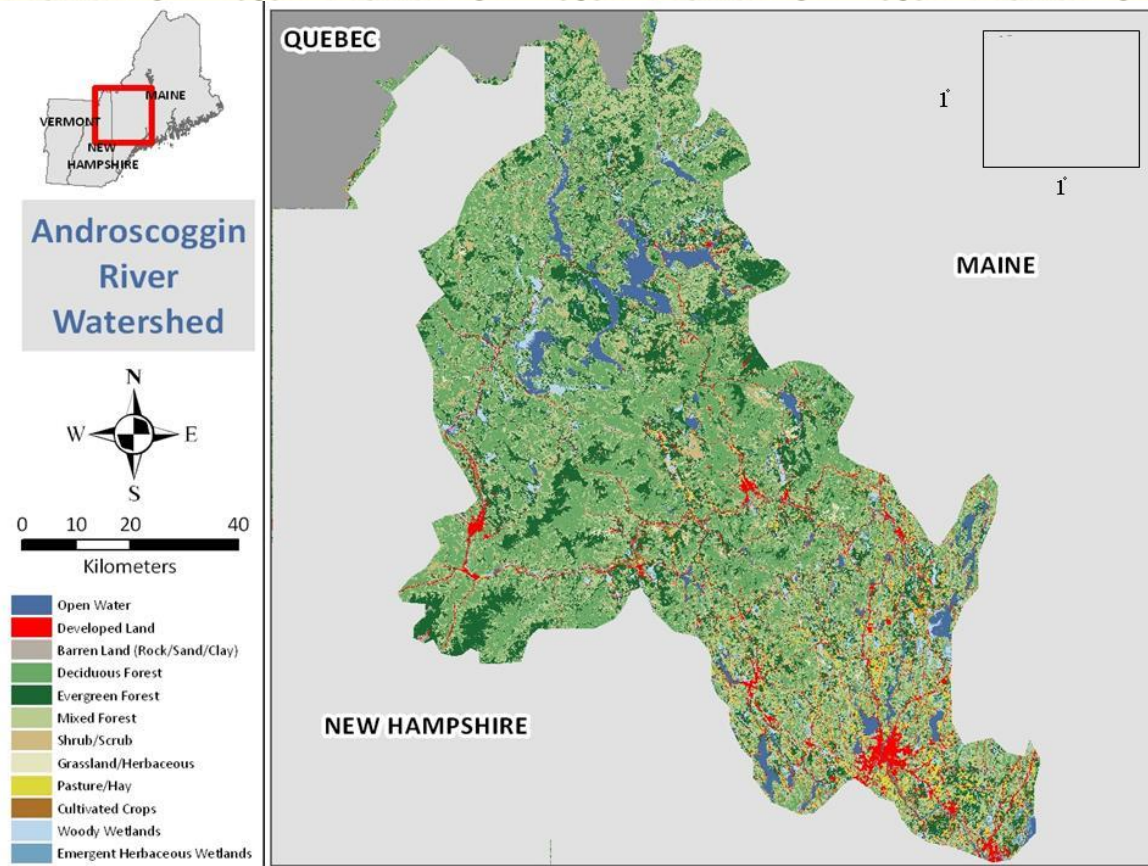 QUEBEC
MAINE
VERMONT
NEW
HAMPSHIRE
Androscoggin
River
Watershed
N
W
E
S
0 10 20 40
Kilometers
Open Water
Developed Land
Barren Land (Rock/Sand/Clay)
Deciduous Forest
Evergreen Forest
Mixed Forest
Shrub/Scrub
Grassland/Herbaceous
Pasture/Hay
Cultivated Crops
Woody Wetlands
Emergent Herbaceous Wetlands
1°
1°
MAINE
NEW HAMPSHIRE